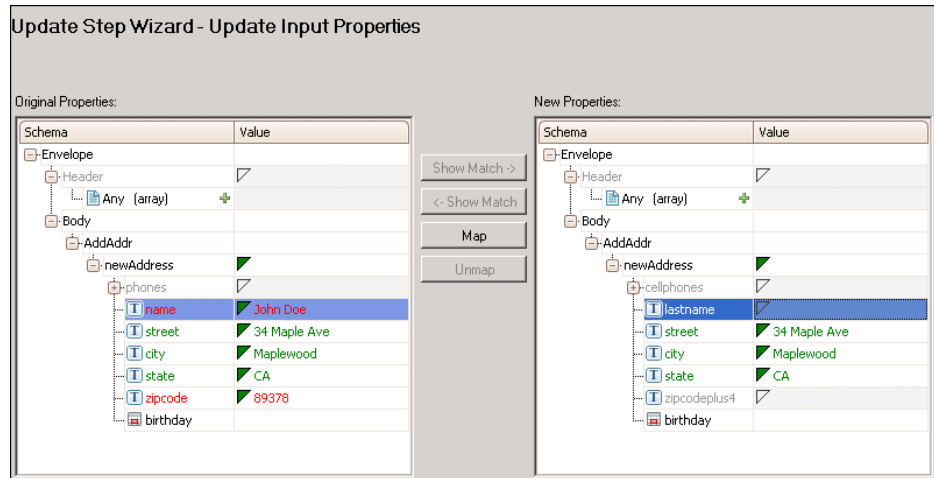 Update Step Wizard - Update Input Properties
Original Properties:
Schema Value
Envelope
Header
Any (array)
Body
AddAddr
newAddress
phones
name John Doe
street 34 Maple Ave
city Maplewood
state CA
zipcode 89378
birthday
Show Match ->
<- Show Match
Map
Unmap
New Properties:
Schema Value
Envelope
Header
Any (array)
Body
AddAddr
newAddress
cellphones
lastname
street 34 Maple Ave
city Maplewood
state CA
zipcodeplus4
birthday